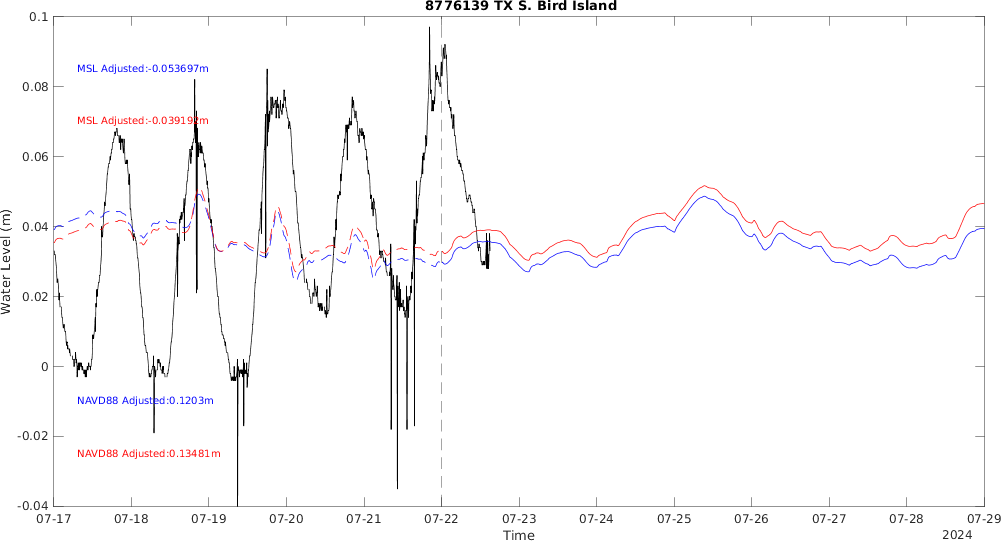 8776139 TX S. Bird Island
0.1
0.08
0.06
0.04
0.02
0
-0.02
-0.04
Water Level (m)
MSL Adjusted:-0.053697m
MSL Adjusted:-0.039192m
NAVD88 Adjusted:0.1203m
NAVD88 Adjusted:0.13481m
07-17 07-18 07-19 07-20 07-21 07-22 07-23 07-24 07-25 07-26 07-27 07-28 07-29
Time
2024